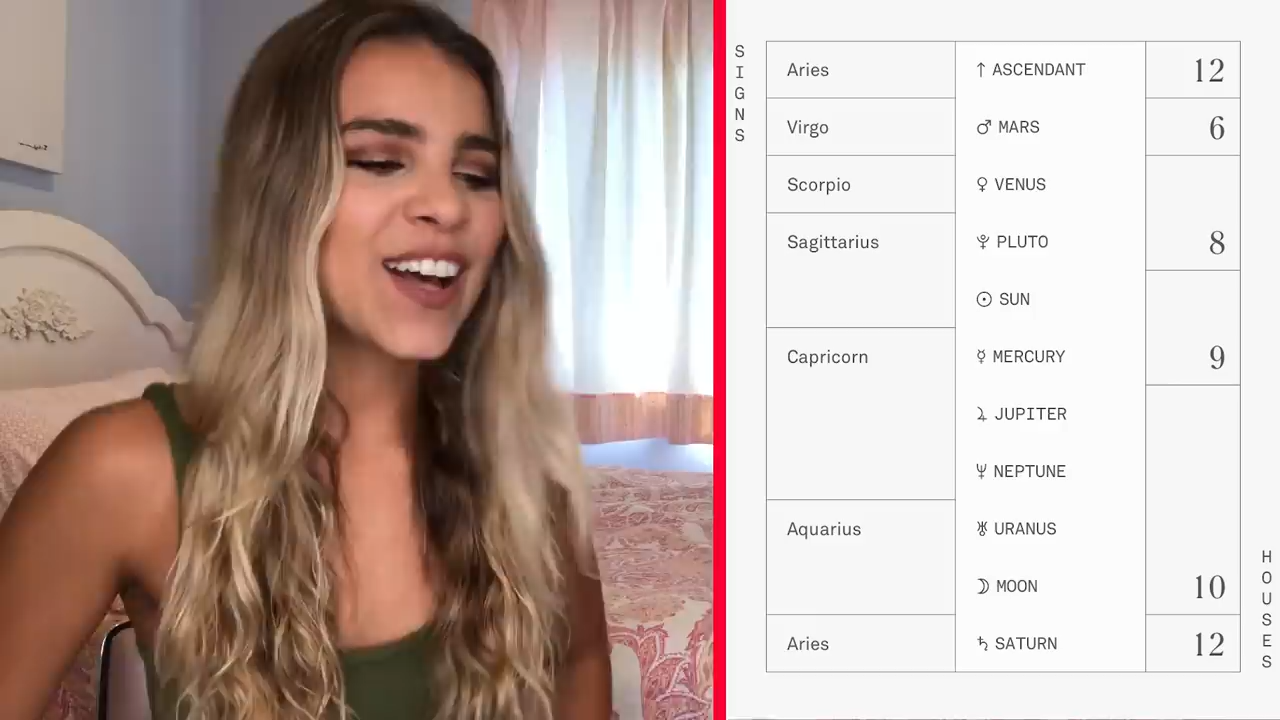 SIGNS
Aries ↑ ASCENDANT 12
Virgo ♂ MARS 6
Scorpio ♀ VENUS
Sagittarius ♇ PLUTO 8
☉ SUN
Capricorn ☿ MERCURY 9
♃ JUPITER
♆ NEPTUNE
Aquarius ♅ URANUS
☽ MOON 10
Aries ♄ SATURN 12
HOUSES